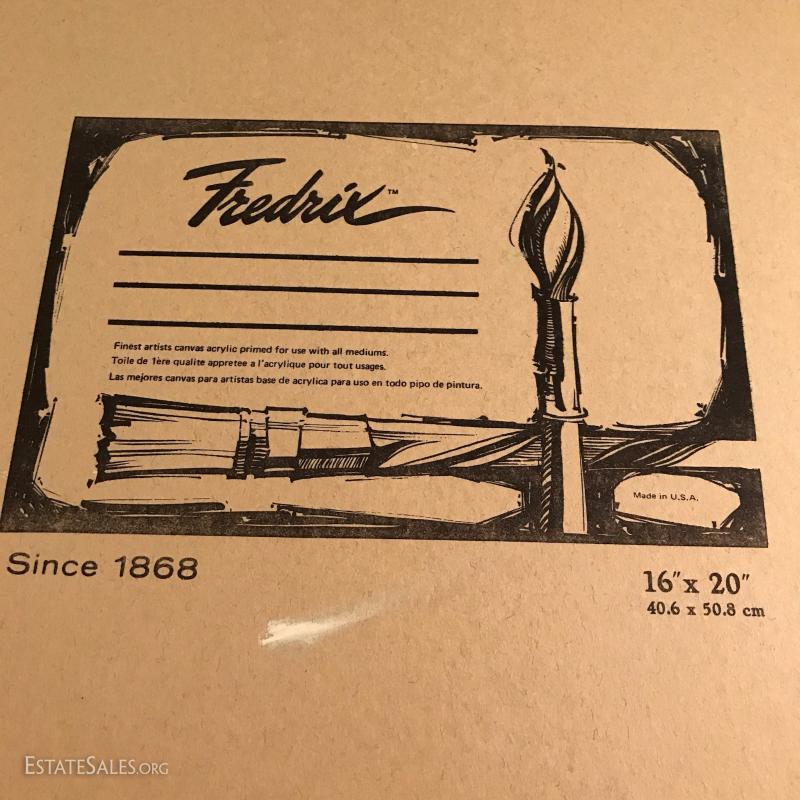 Fredrix™
Finest artists canvas acrylic primed for use with all mediums.
Toile de 1ère qualite appretee a l'acrylique pour tout usages.
Las mejores canvas para artistas base de acrylica para uso en todo pipo de pintura.
Made in U.S.A.
Since 1868
16" x 20"
40.6 x 50.8 cm
EstateSales.org